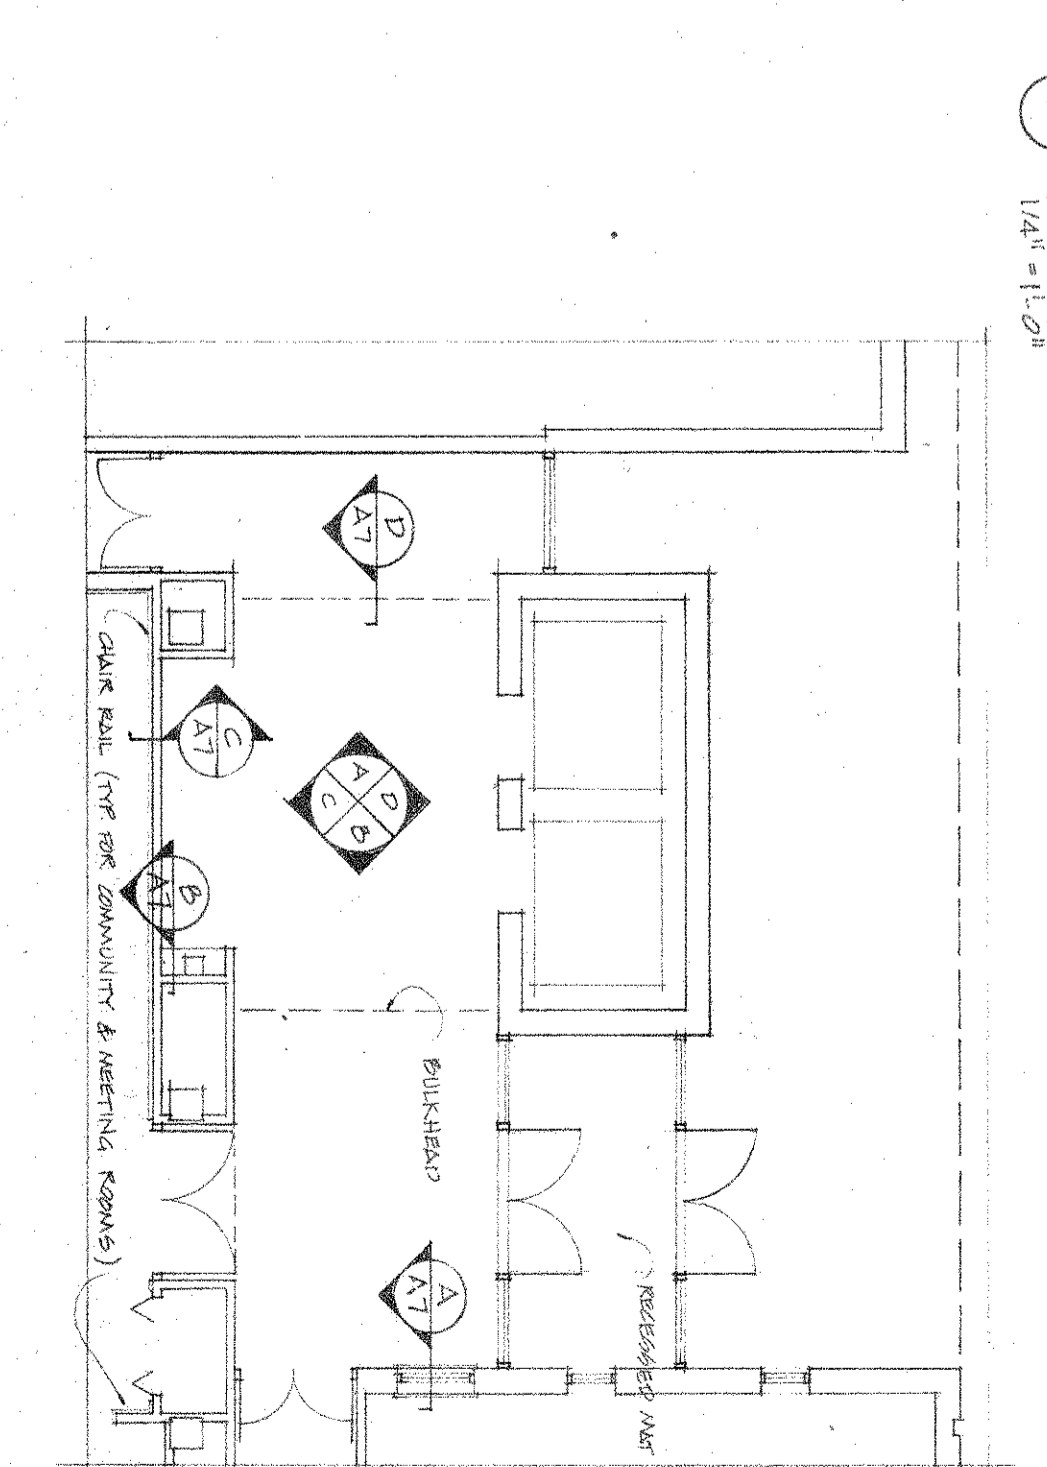 1/4" = 1'-0"
D
A7
CHAIR RAIL (TYP. FOR COMMUNITY & MEETING ROOMS)
C
A7
A
D
C
B
B
A7
BULKHEAD
A
A7
RECESSED MAT